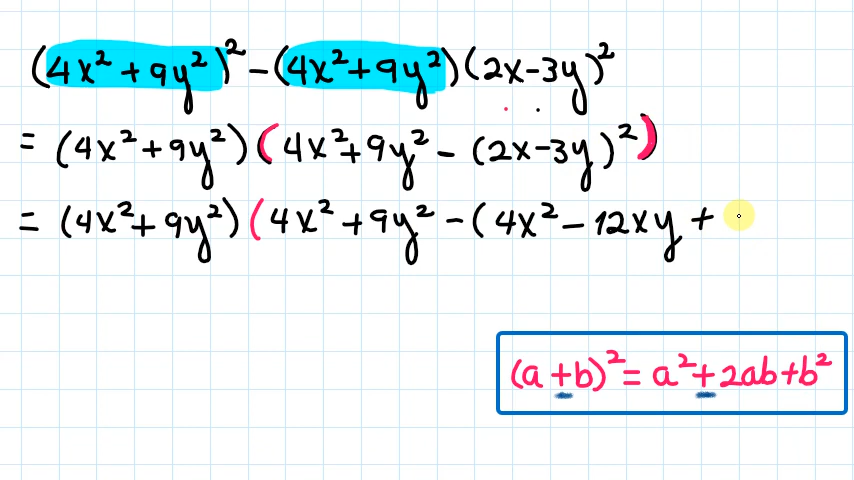 (4x² + 9y²)² - (4x² + 9y²)(2x - 3y)²
= (4x² + 9y²)(4x² + 9y² - (2x - 3y)²)
= (4x² + 9y²)(4x² + 9y² - (4x² - 12xy +
(a + b)² = a² + 2ab + b²